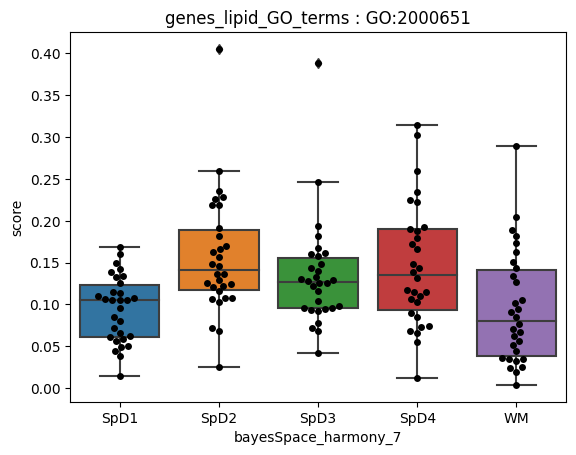 genes_lipid_GO_terms : GO:2000651
score
0.40
0.35
0.30
0.25
0.20
0.15
0.10
0.05
0.00
SpD1 SpD2 SpD3 SpD4 WM
bayesSpace_harmony_7